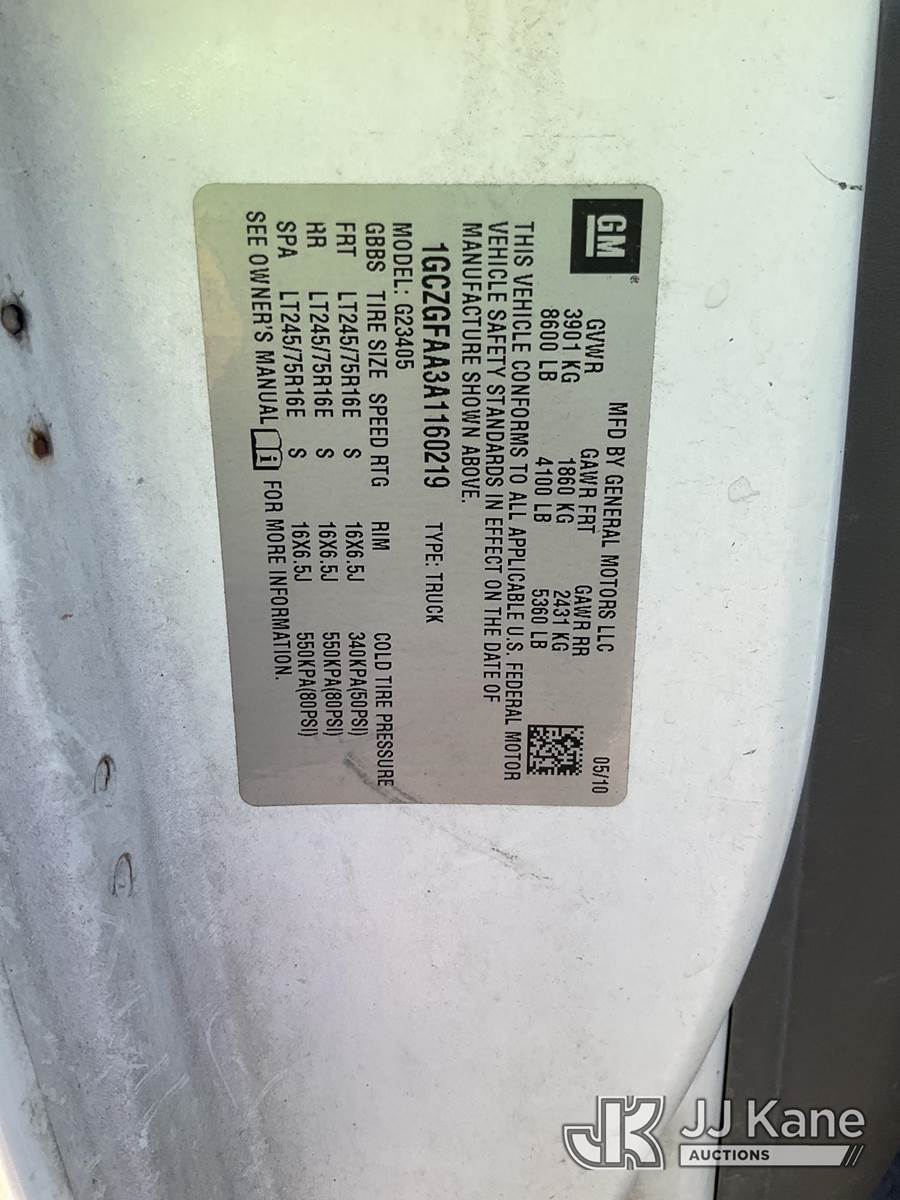 GM
MFD BY GENERAL MOTORS LLC 05/10
GVWR GAWR FRT GAWR RR
3901 KG 1860 KG 2431 KG
8600 LB 4100 LB 5360 LB
THIS VEHICLE CONFORMS TO ALL APPLICABLE U.S. FEDERAL MOTOR
VEHICLE SAFETY STANDARDS IN EFFECT ON THE DATE OF
MANUFACTURE SHOWN ABOVE.
1GCZGFAA3A1160219 TYPE: TRUCK
MODEL: G23405
GBBS TIRE SIZE SPEED RTG RIM COLD TIRE PRESSURE
FRT LT245/75R16E S 16X6.5J 340KPA(50PSI)
RR LT245/75R16E S 16X6.5J 550KPA(80PSI)
SPA LT245/75R16E S 16X6.5J 550KPA(80PSI)
SEE OWNER'S MANUAL FOR MORE INFORMATION.
JK JJ Kane
AUCTIONS